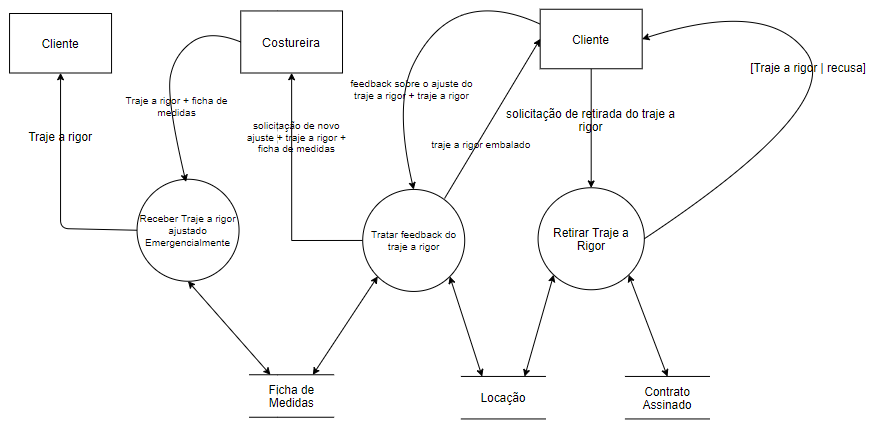 Cliente
Costureira
Cliente
[Traje a rigor | recusa]
feedback sobre o ajuste do
traje a rigor + traje a rigor
Traje a rigor + ficha de
medidas
solicitação de retirada do traje a
rigor
solicitação de novo
ajuste + traje a rigor +
ficha de medidas
Traje a rigor
traje a rigor embalado
Receber Traje a rigor
ajustado
Emergencialmente
Tratar feedback do
traje a rigor
Retirar Traje a
Rigor
Ficha de
Medidas
Locação
Contrato
Assinado